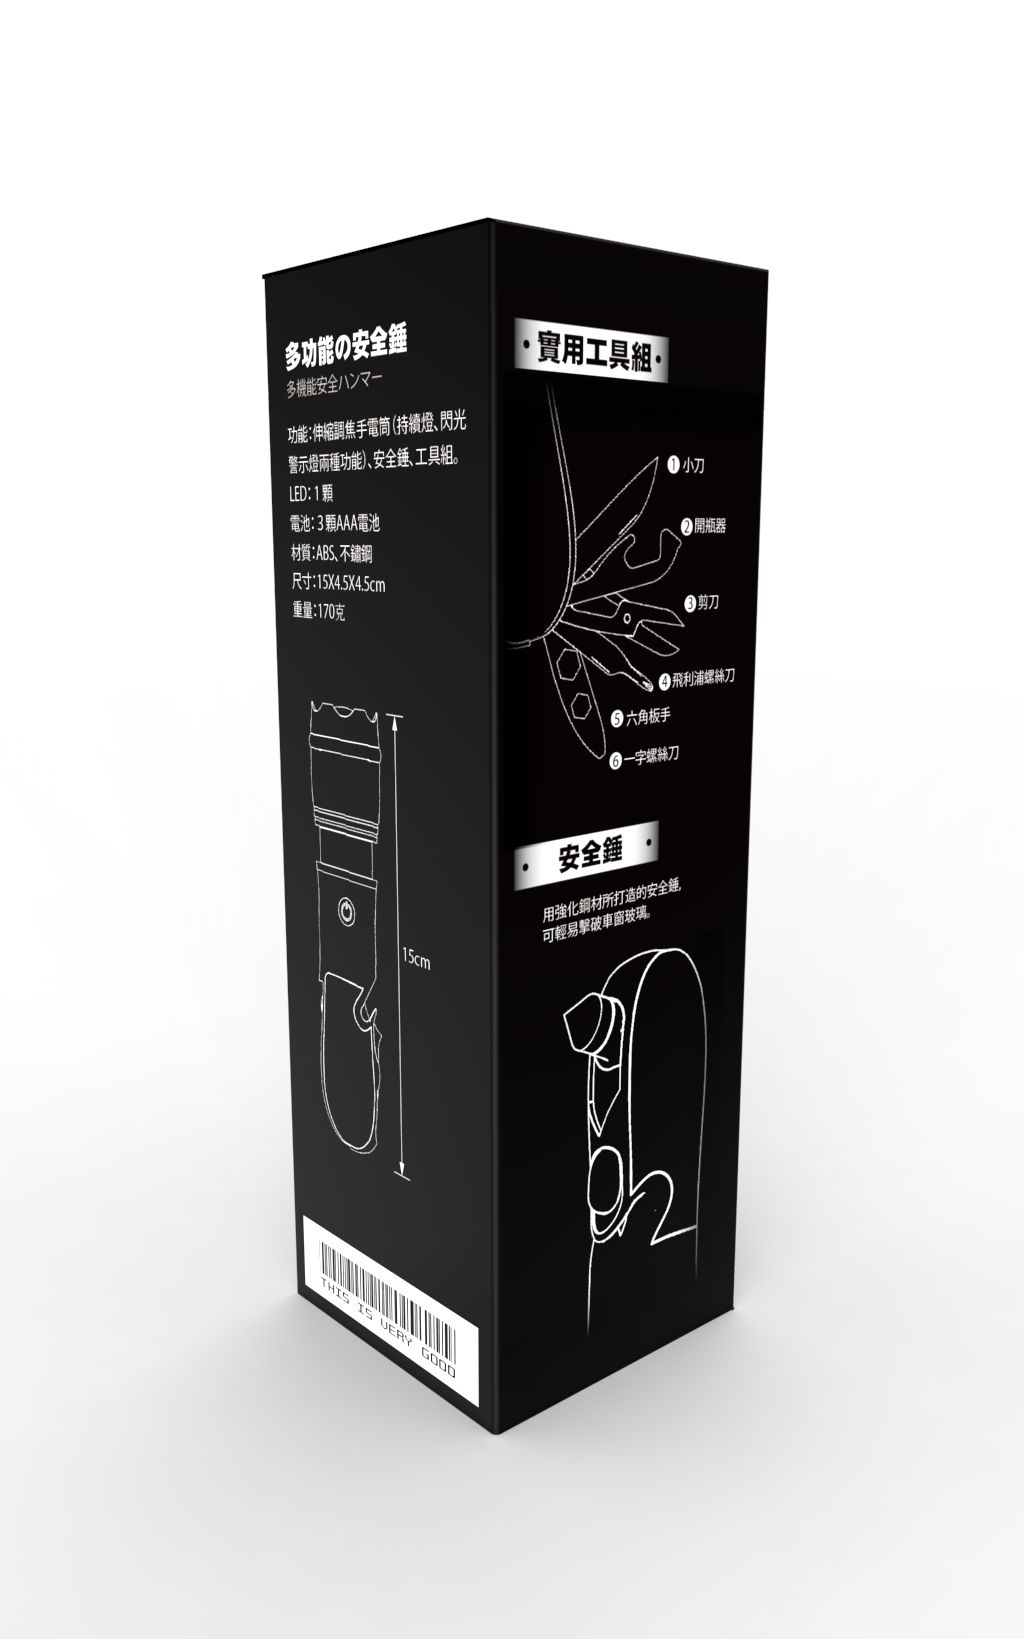 多功能の安全錘
多機能安全ハンマー
功能:伸縮調焦手電筒(持續燈、閃光
警示燈兩種功能)、安全錘、工具組。
LED:1顆
電池:3顆AAA電池
材質:ABS、不鏽鋼
尺寸:15X4.5X4.5cm
重量:170克
15cm
THIS IS VERY GOOD
·實用工具組·
1 小刀
2 開瓶器
3 剪刀
4 飛利浦螺絲刀
5 六角板手
6 一字螺絲刀
· 安全錘 ·
用強化鋼材所打造的安全錘,
可輕易擊破車窗玻璃。